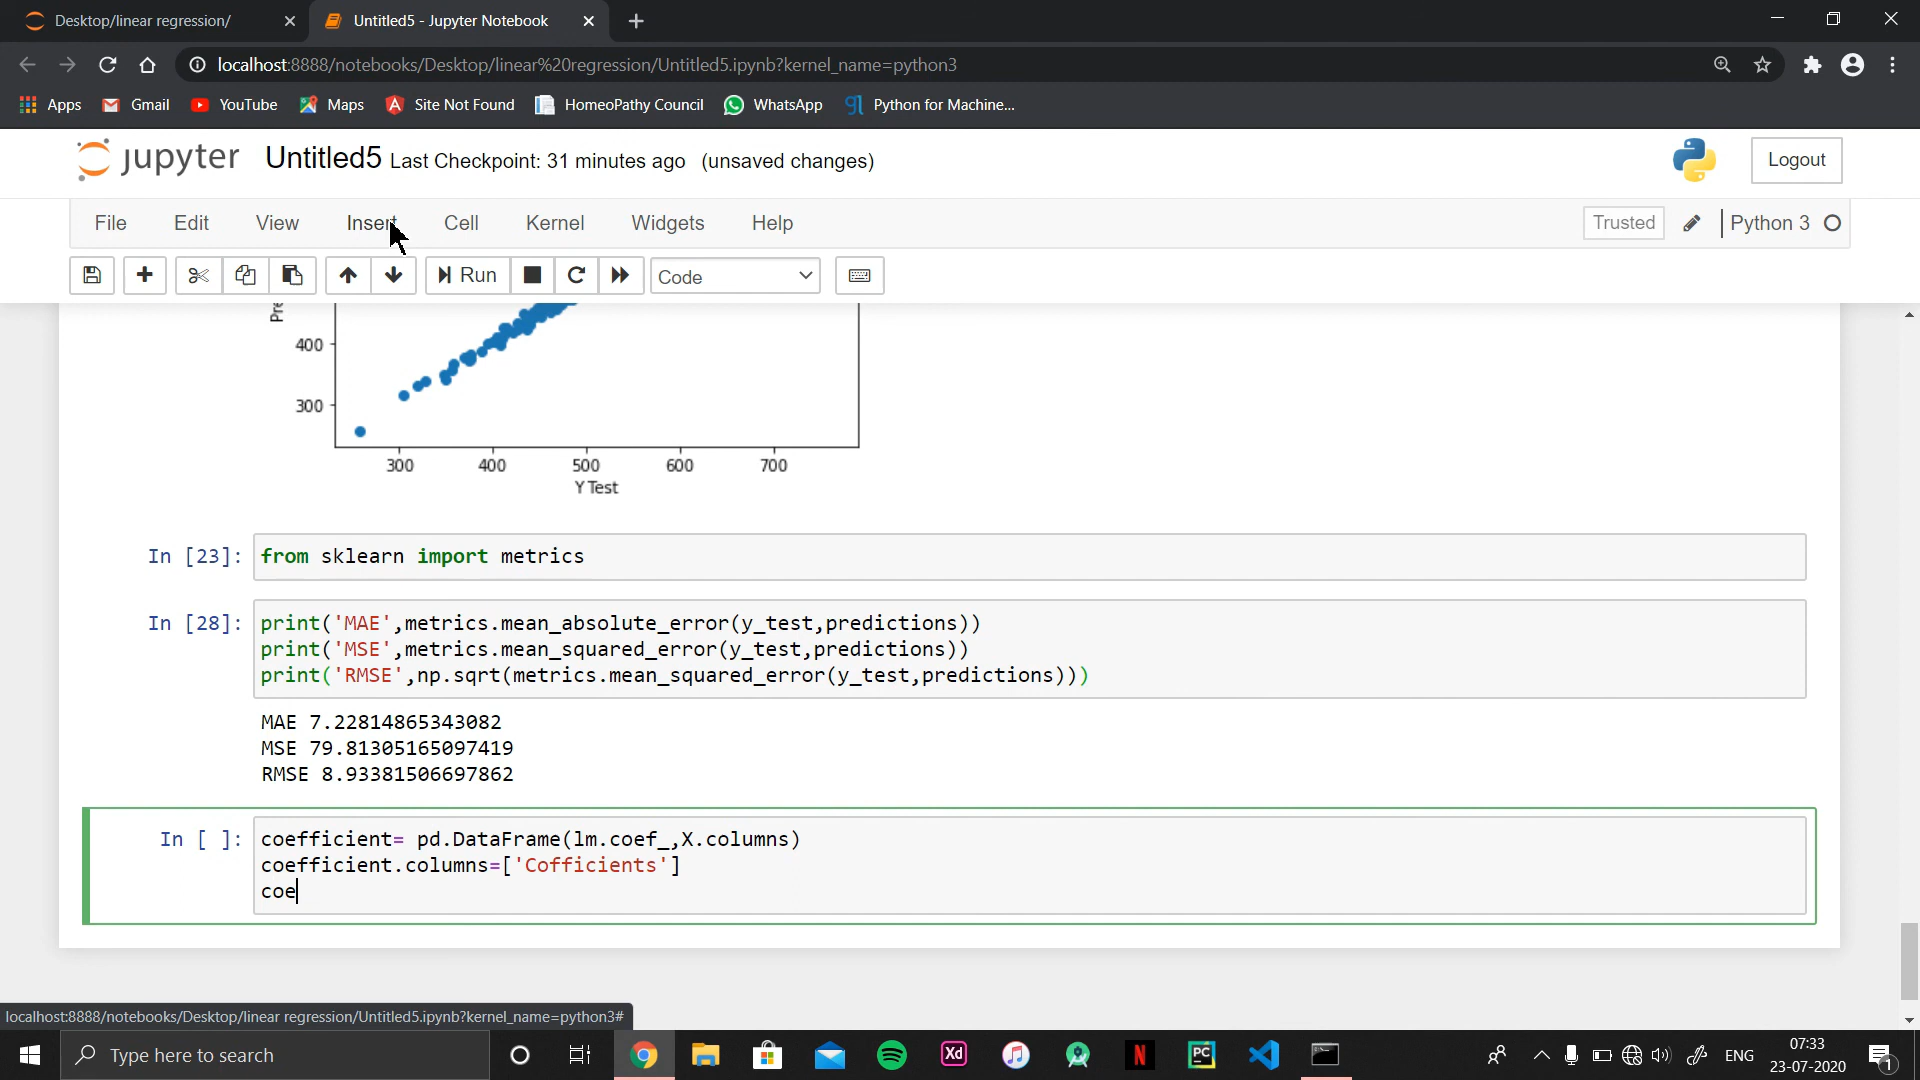 Desktop/linear regression/
Untitled5 - Jupyter Notebook
localhost:8888/notebooks/Desktop/linear%20regression/Untitled5.ipynb?kernel_name=python3
Apps
Gmail
YouTube
Maps
Site Not Found
HomeoPathy Council
WhatsApp
Python for Machine...
jupyter
Untitled5 Last Checkpoint: 31 minutes ago (unsaved changes)
Logout
File
Edit
View
Insert
Cell
Kernel
Widgets
Help
Trusted
Python 3
Run
Code
Pre
400
300
300
400
500
600
700
Y Test
In [23]: from sklearn import metrics
In [28]: print('MAE',metrics.mean_absolute_error(y_test,predictions))
print('MSE',metrics.mean_squared_error(y_test,predictions))
print('RMSE',np.sqrt(metrics.mean_squared_error(y_test,predictions)))
MAE 7.22814865343082
MSE 79.81305165097419
RMSE 8.93381506697862
In [ ]: coefficient= pd.DataFrame(lm.coef_,X.columns)
coefficient.columns=['Cofficients']
coe
localhost:8888/notebooks/Desktop/linear regression/Untitled5.ipynb?kernel_name=python3#
Type here to search
Xd
N
PC
ENG
07:33
23-07-2020
1